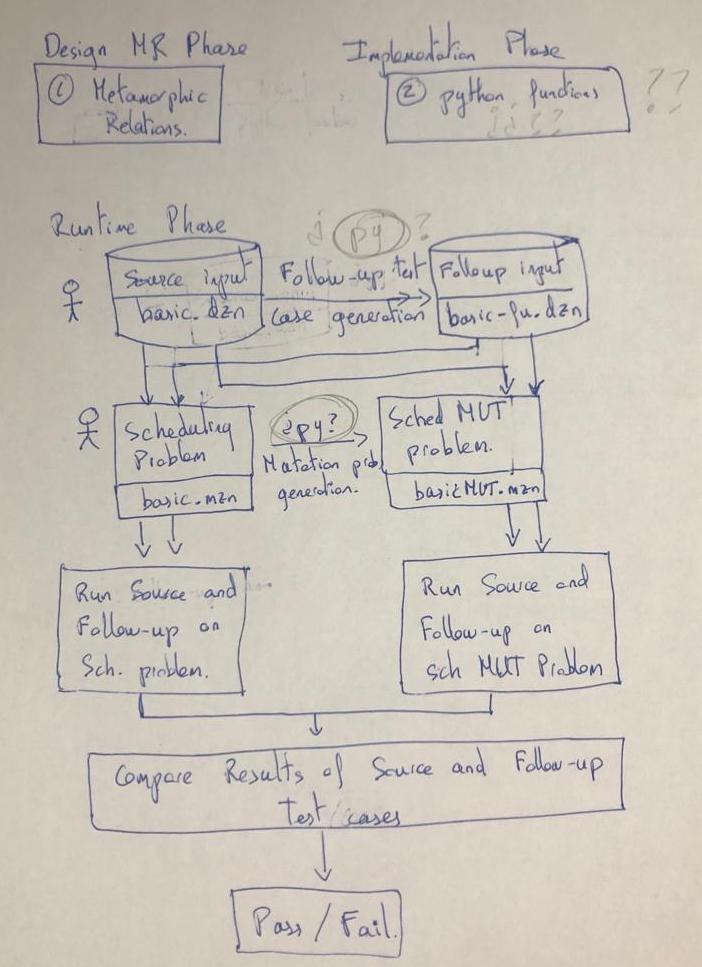 Design MR Phase
① Metamorphic
Relations.
Implementation Phase
② python functions
¿¿??
??
Runtime Phase
¿ py ?
Source input
basic.dzn
Follow-up test
case generation
Folloup input
basic-fu.dzn
Scheduling
Problem
basic.mzn
¿py?
Mutation prob
generation.
Sched MUT
problem.
basicMUT.mzn
Run Source and
Follow-up on
Sch. problem.
Run Source and
Follow-up on
sch MUT Problem
Compare Results of Source and Follow-up
Test cases
Pass / Fail.